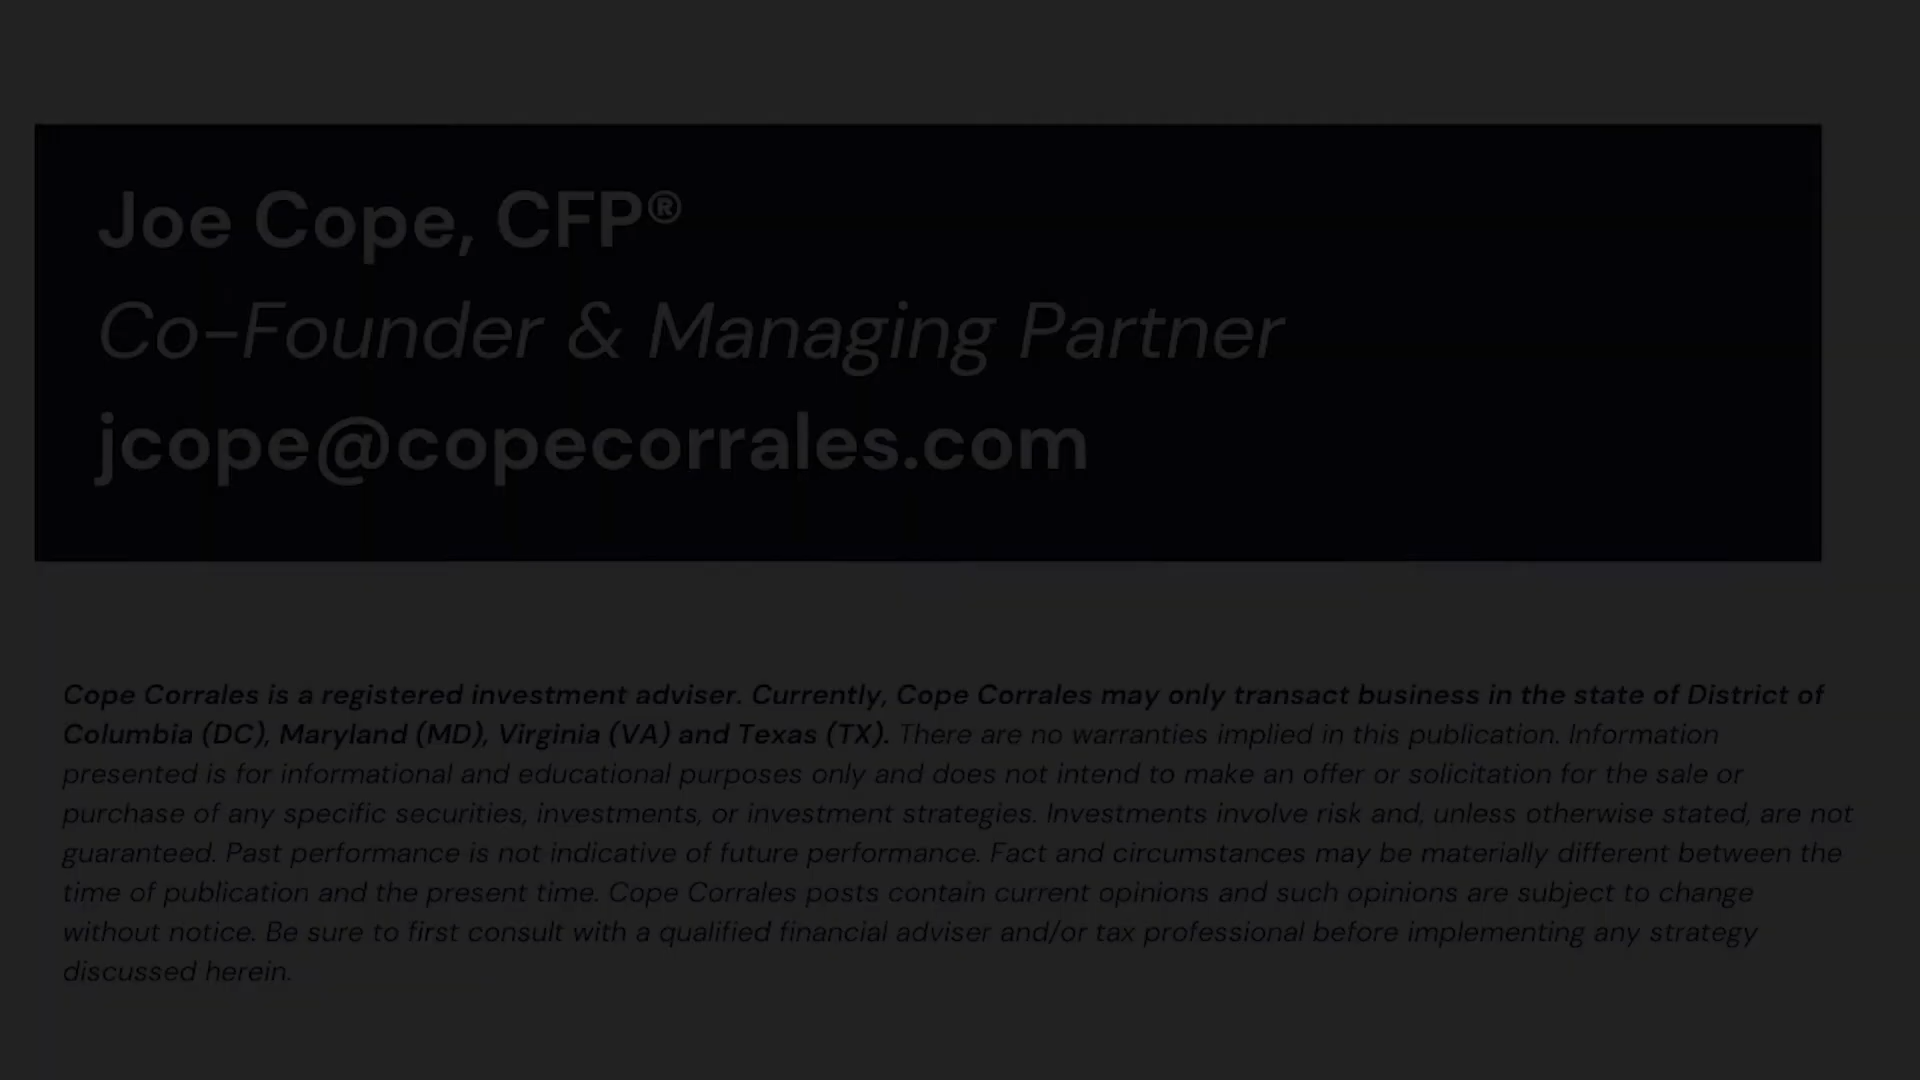 Joe Cope, CFP®
Co-Founder & Managing Partner
jcope@copecorrales.com
Cope Corrales is a registered investment adviser. Currently, Cope Corrales may only transact business in the state of District of
Columbia (DC), Maryland (MD), Virginia (VA) and Texas (TX). There are no warranties implied in this publication. Information
presented is for informational and educational purposes only and does not intend to make an offer or solicitation for the sale or
purchase of any specific securities, investments, or investment strategies. Investments involve risk and, unless otherwise stated, are not
guaranteed. Past performance is not indicative of future performance. Fact and circumstances may be materially different between the
time of publication and the present time. Cope Corrales posts contain current opinions and such opinions are subject to change
without notice. Be sure to first consult with a qualified financial adviser and/or tax professional before implementing any strategy
discussed herein.